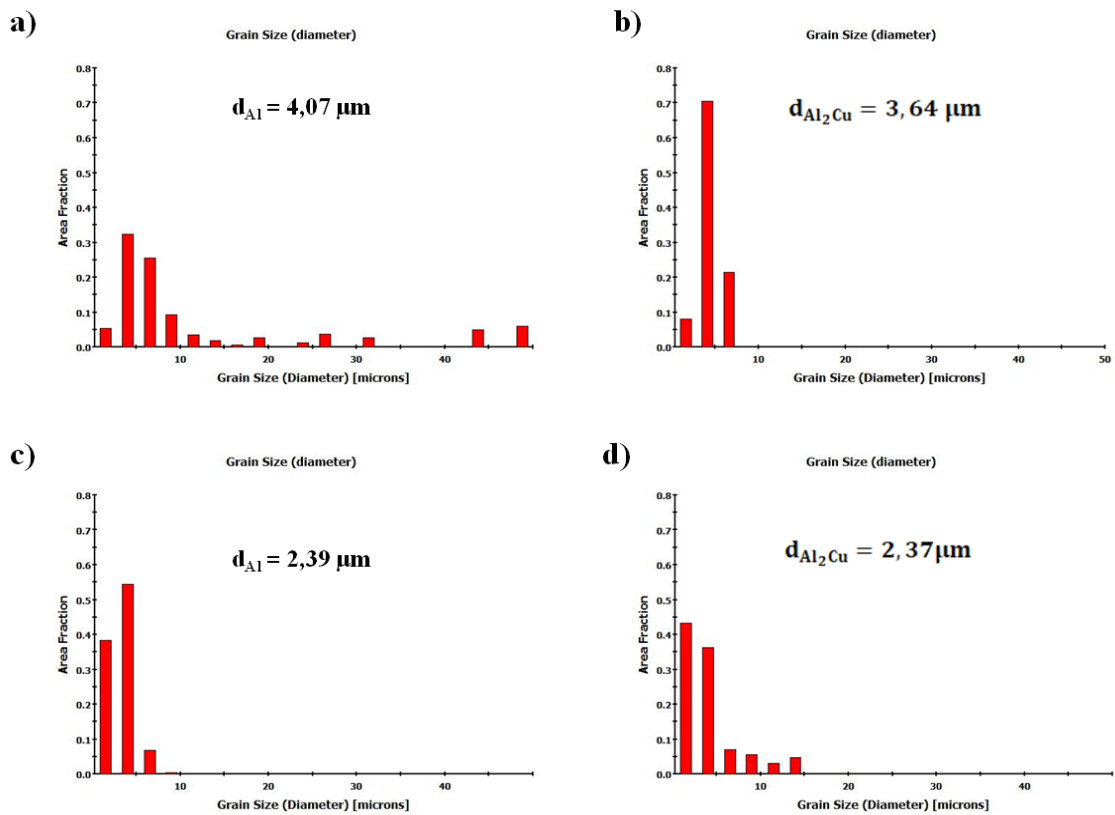 a)
Grain Size (diameter)
d_Al = 4,07 μm
Area Fraction
0.8
0.7
0.6
0.5
0.4
0.3
0.2
0.1
0.0
10 20 30 40
Grain Size (Diameter) [microns]
b)
Grain Size (diameter)
d_Al₂Cu = 3,64 μm
Area Fraction
0.8
0.7
0.6
0.5
0.4
0.3
0.2
0.1
0.0
10 20 30 40 50
Grain Size (Diameter) [microns]
c)
Grain Size (diameter)
d_Al = 2,39 μm
Area Fraction
0.8
0.7
0.6
0.5
0.4
0.3
0.2
0.1
0.0
10 20 30 40
Grain Size (Diameter) [microns]
d)
Grain Size (diameter)
d_Al₂Cu = 2,37μm
Area Fraction
0.8
0.7
0.6
0.5
0.4
0.3
0.2
0.1
0.0
10 20 30 40
Grain Size (Diameter) [microns]